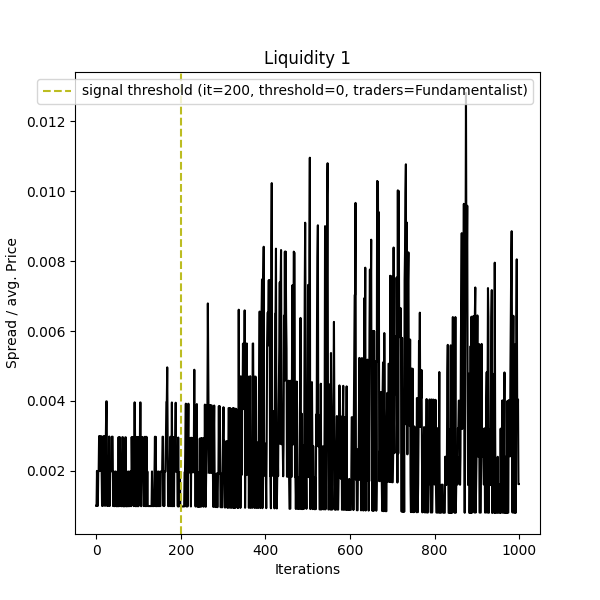 Liquidity 1
signal threshold (it=200, threshold=0, traders=Fundamentalist)
0.012
0.010
0.008
0.006
0.004
0.002
Spread / avg. Price
0 200 400 600 800 1000
Iterations